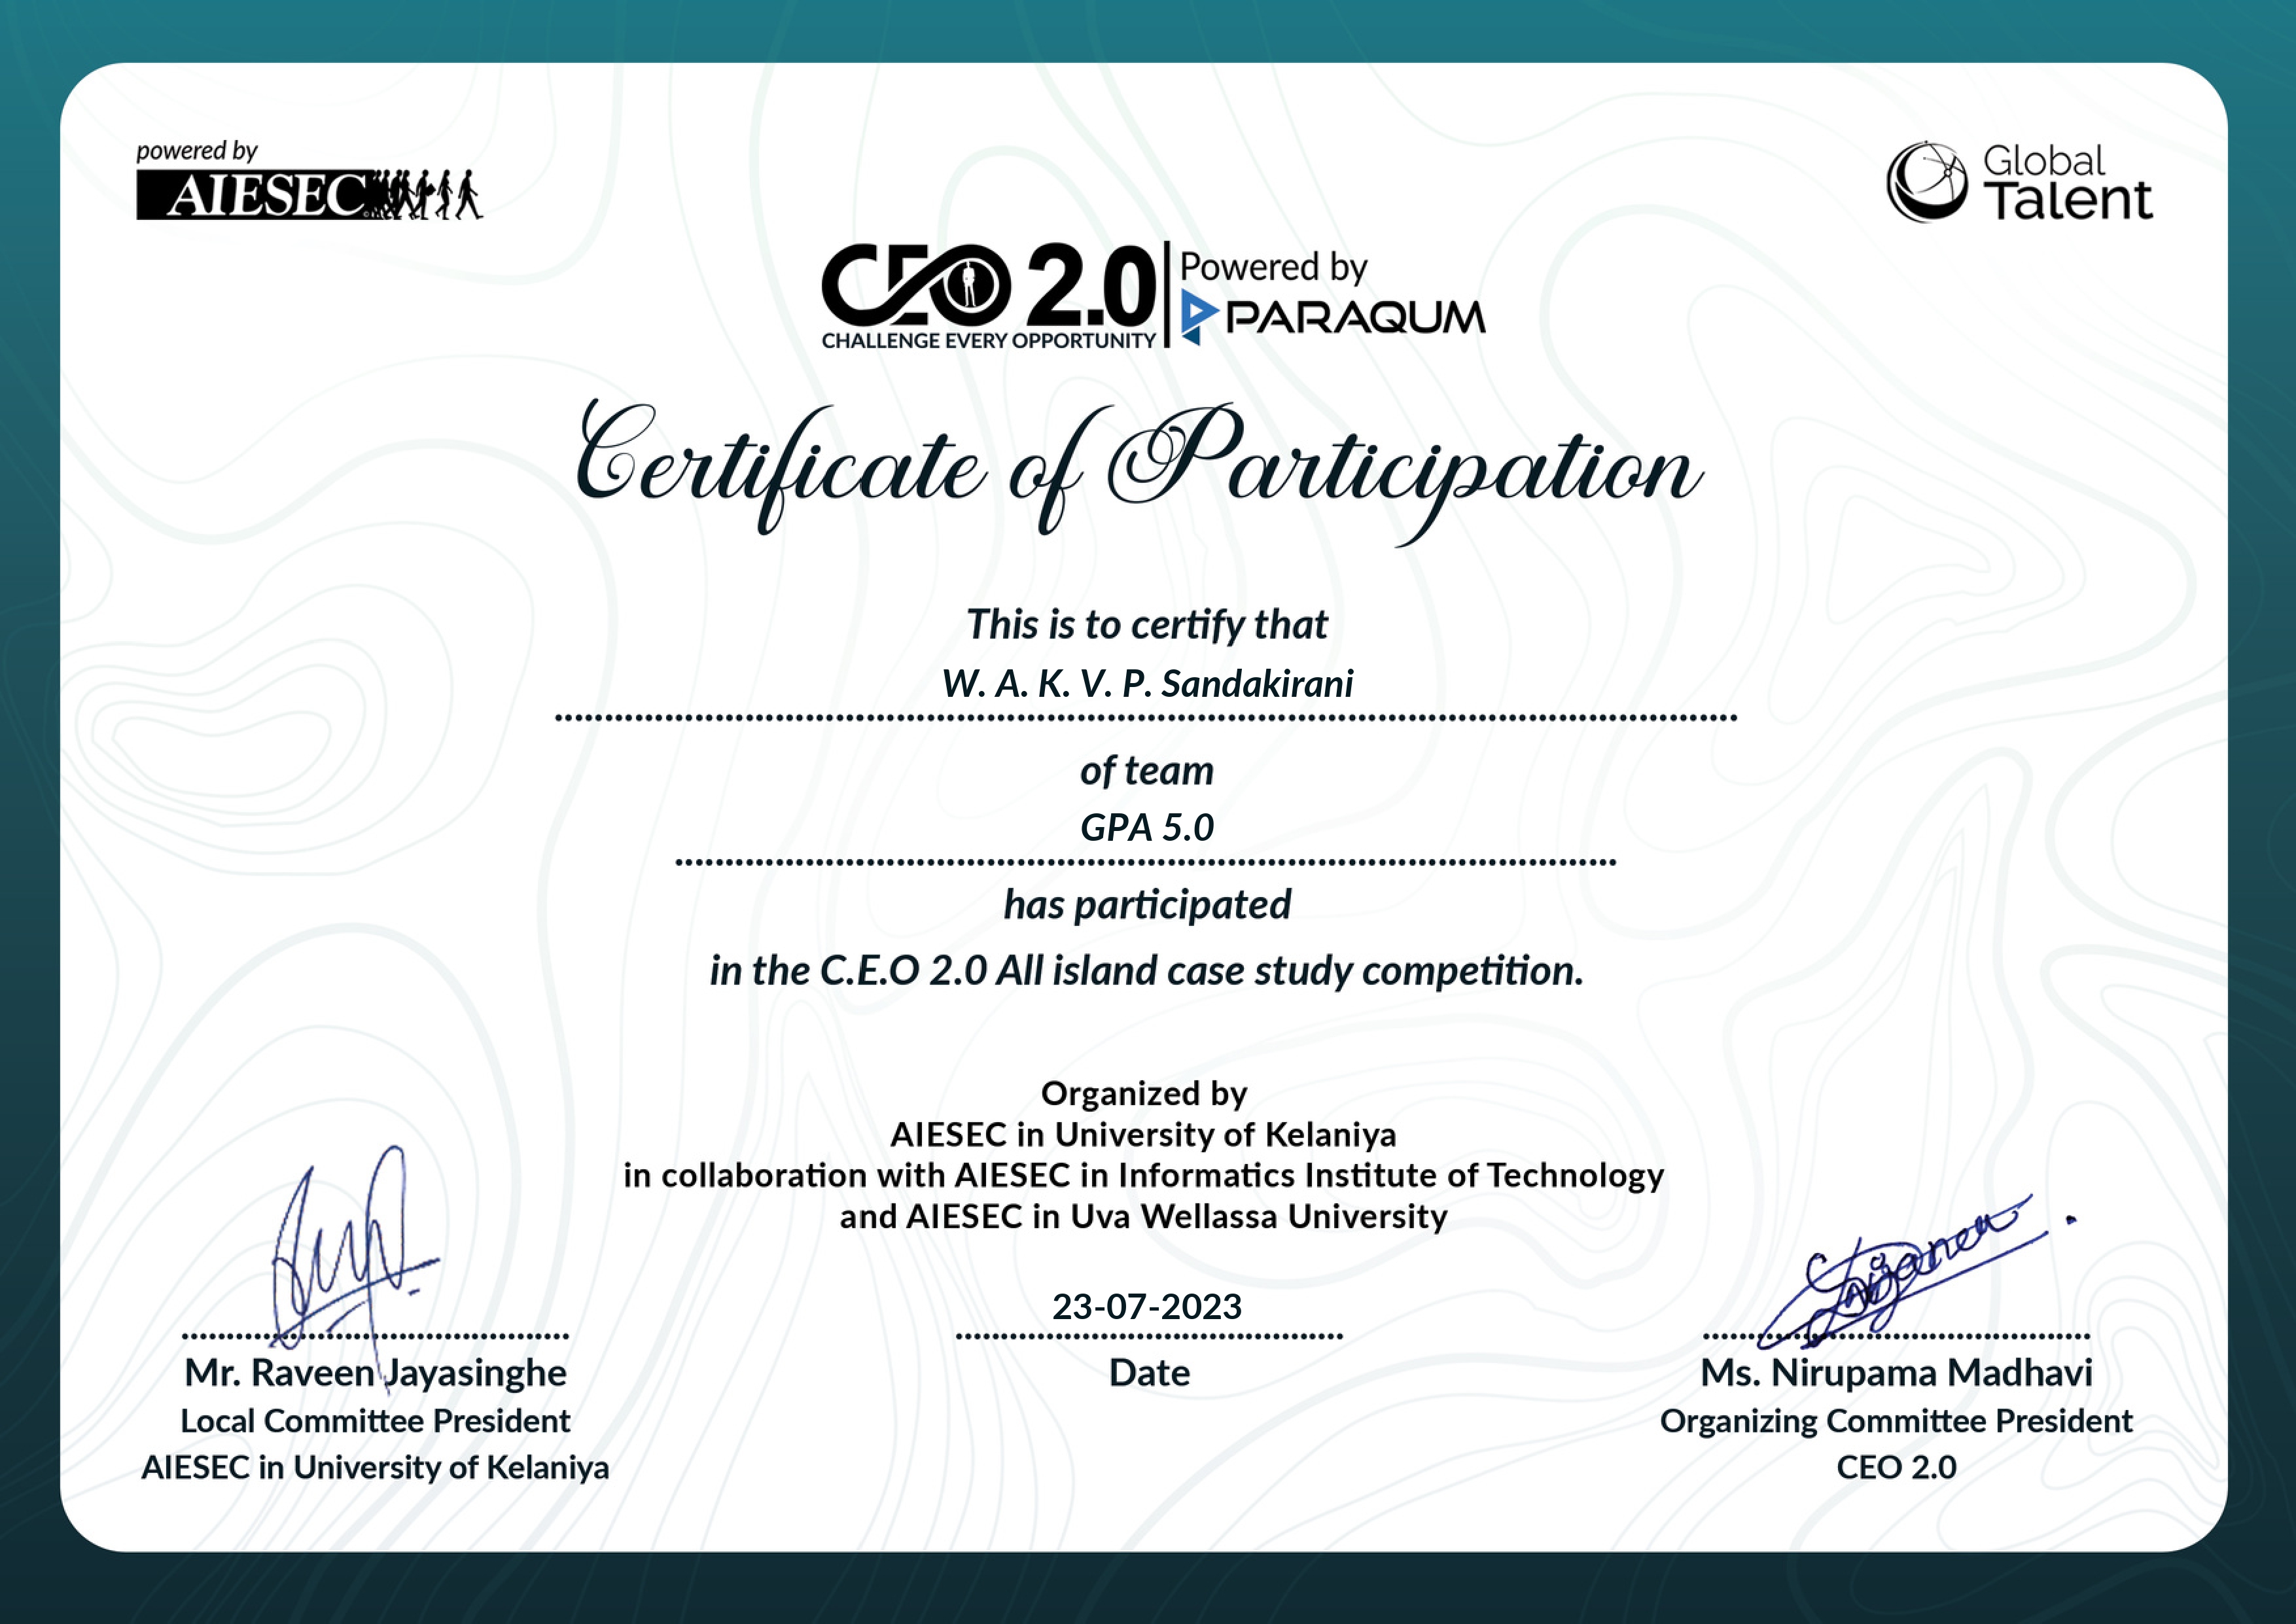 powered by
AIESEC
Global
Talent
CEO 2.0
CHALLENGE EVERY OPPORTUNITY
Powered by
PARAQUM
Certificate of Participation
This is to certify that
W. A. K. V. P. Sandakirani
of team
GPA 5.0
has participated
in the C.E.O 2.0 All island case study competition.
Organized by
AIESEC in University of Kelaniya
in collaboration with AIESEC in Informatics Institute of Technology
and AIESEC in Uva Wellassa University
Mr. Raveen Jayasinghe
Local Committee President
AIESEC in University of Kelaniya
23-07-2023
Date
Ms. Nirupama Madhavi
Organizing Committee President
CEO 2.0